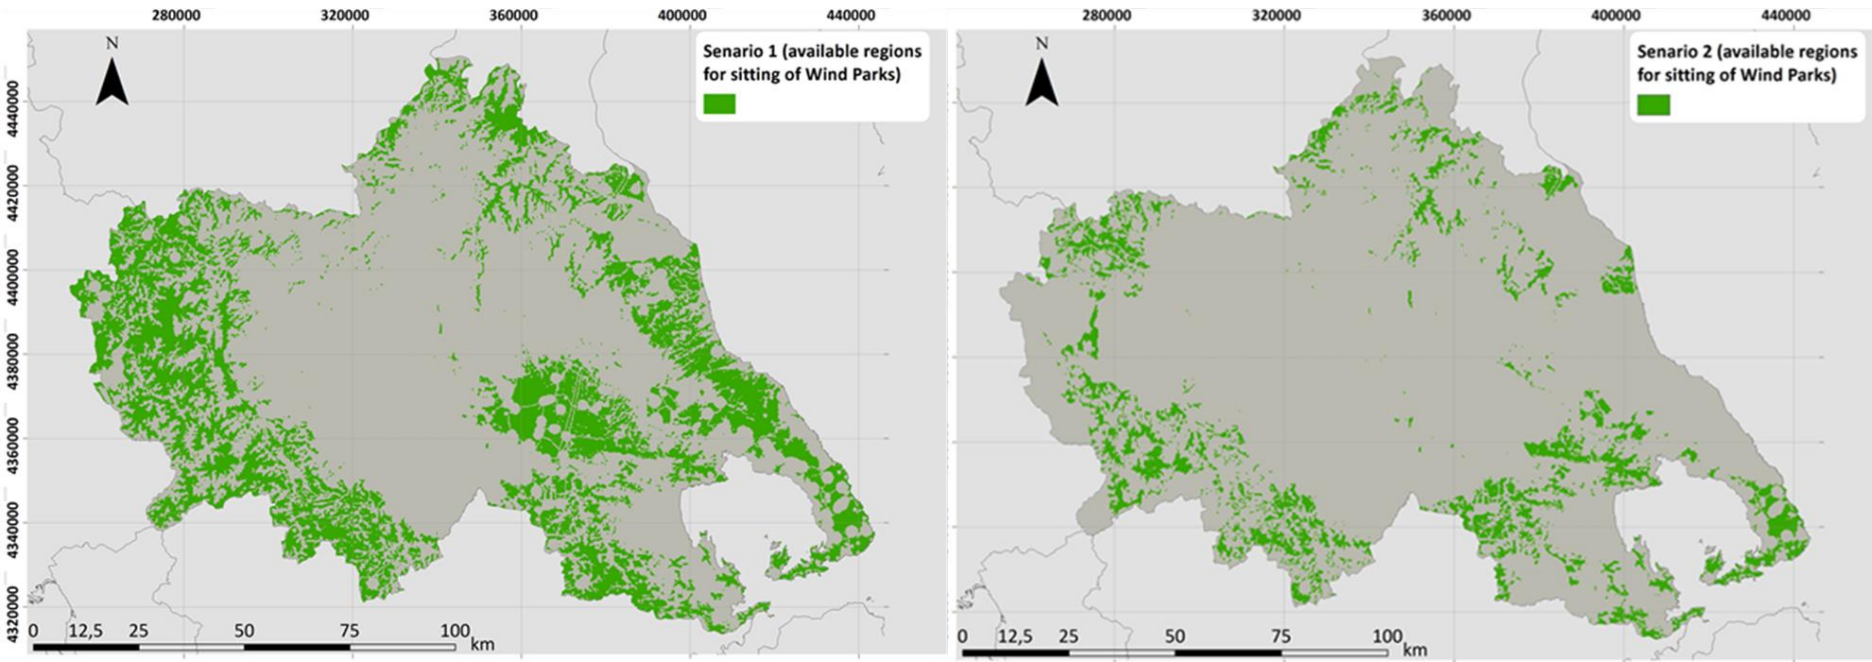 280000 320000 360000 400000 440000
N
Senario 1 (available regions
for sitting of Wind Parks)
4440000
4420000
4400000
4380000
4360000
4340000
4320000
0 12,5 25 50 75 100
km
280000 320000 360000 400000 440000
N
Senario 2 (available regions
for sitting of Wind Parks)
0 12,5 25 50 75 100
km